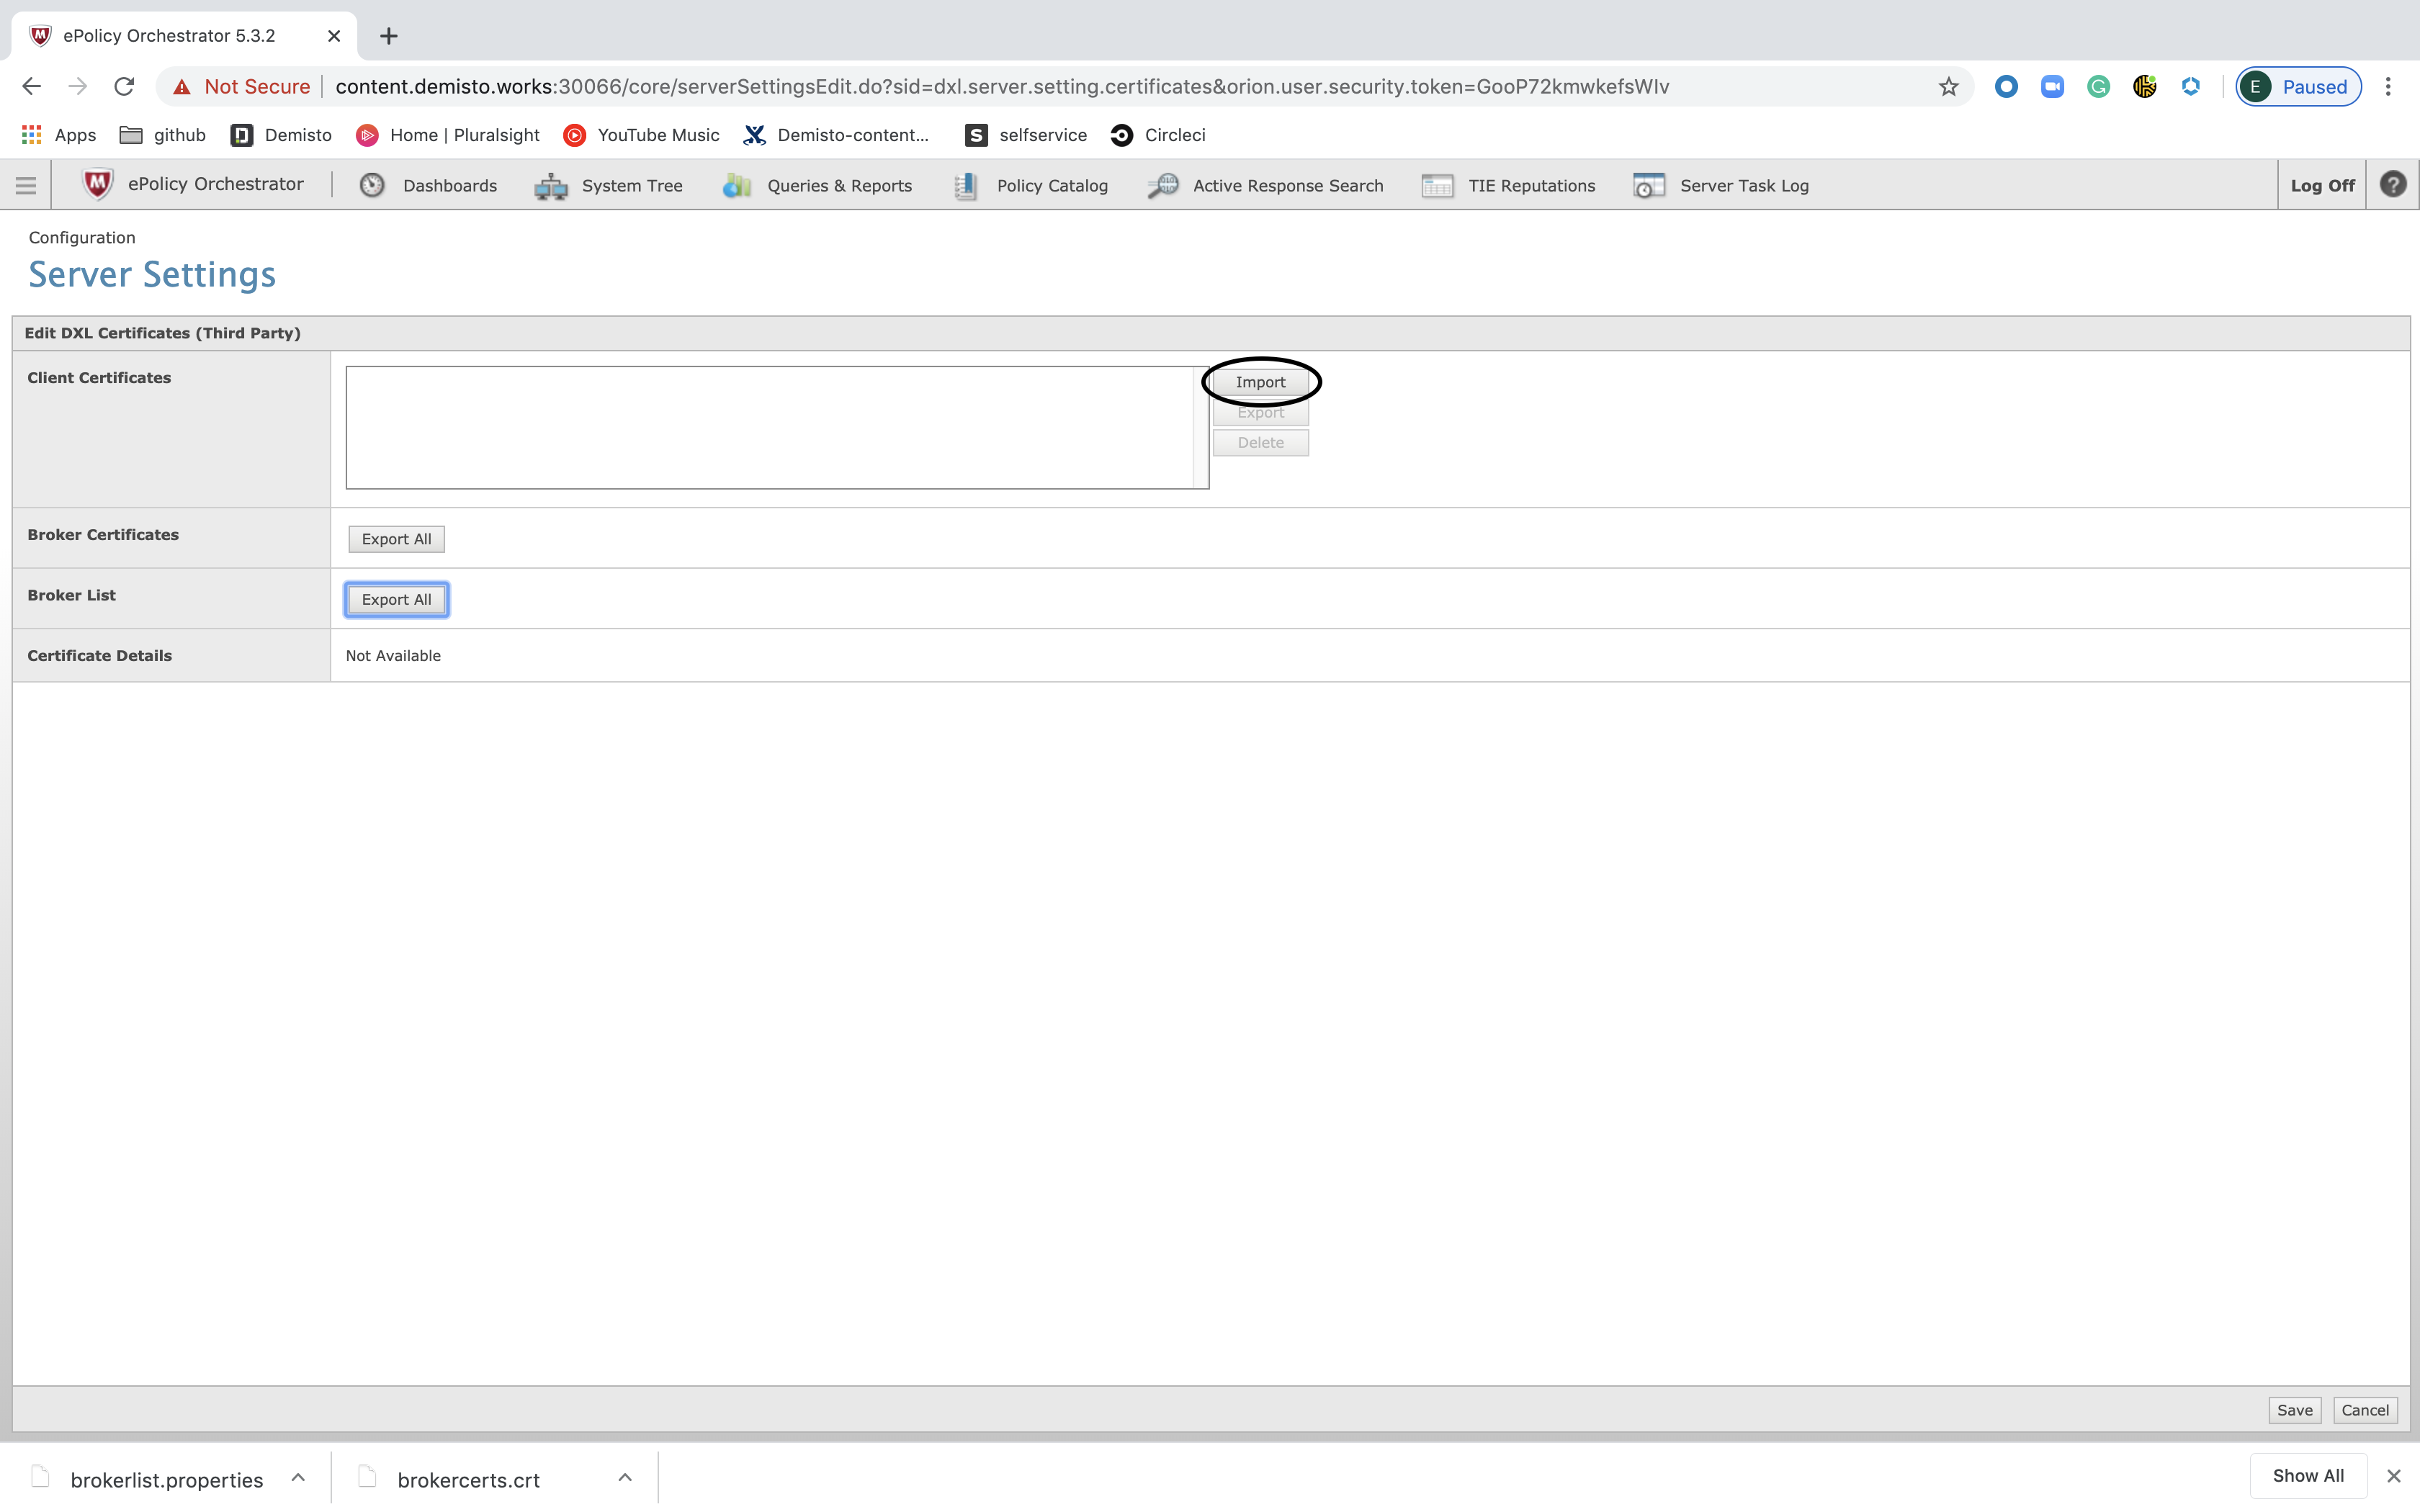 ePolicy Orchestrator 5.3.2
Not Secure content.demisto.works:30066/core/serverSettingsEdit.do?sid=dxl.server.setting.certificates&orion.user.security.token=GooP72kmwkefsWIv E Paused
Apps github Demisto Home | Pluralsight YouTube Music Demisto-content... S selfservice Circleci
ePolicy Orchestrator Dashboards System Tree Queries & Reports Policy Catalog Active Response Search TIE Reputations Server Task Log Log Off ?
Configuration
Server Settings
Edit DXL Certificates (Third Party)
Client Certificates
Import
Export
Delete
Broker Certificates Export All
Broker List Export All
Certificate Details Not Available
Save Cancel
brokerlist.properties brokercerts.crt Show All